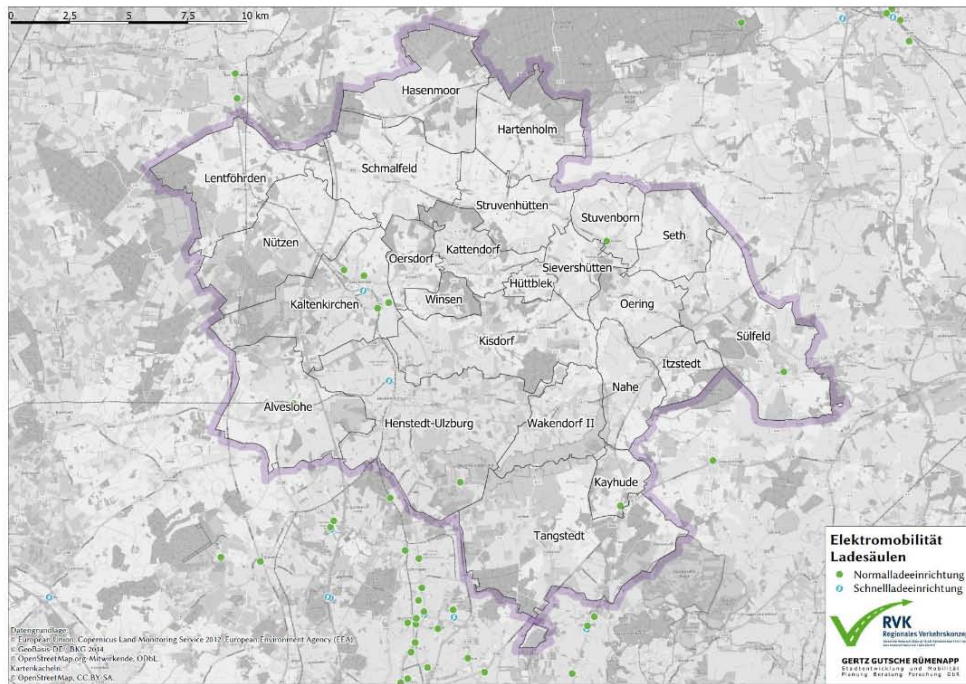 0 2,5 5 7,5 10 km
Hasenmoor
Hartenholm
Schmalfeld
Lentföhrden
Struvenhütten
Stuvenborn
Seth
Nützen
Kattendorf
Oersdorf
Sievershütten
Hüttblek
Winsen
Kaltenkirchen
Oering
Sülfeld
Kisdorf
Itzstedt
Nahe
Alveslohe
Henstedt-Ulzburg
Wakendorf II
Kayhude
Tangstedt
Elektromobilität
Ladesäulen
Normalladeeinrichtung
Schnellladeeinrichtung
RVK
Regionales Verkehrskonzept
GERTZ GUTSCHE RÜMENAPP
Stadtentwicklung und Mobilität
Planung Beratung Forschung GbR
Datengrundlage:
© European Union, Copernicus Land Monitoring Service 2012, European Environment Agency (EEA)
© GeoBasis-DE / BKG 2014
© OpenStreetMap.org-Mitwirkende, ODbL
Kartenkacheln:
© OpenStreetMap, CC BY-SA